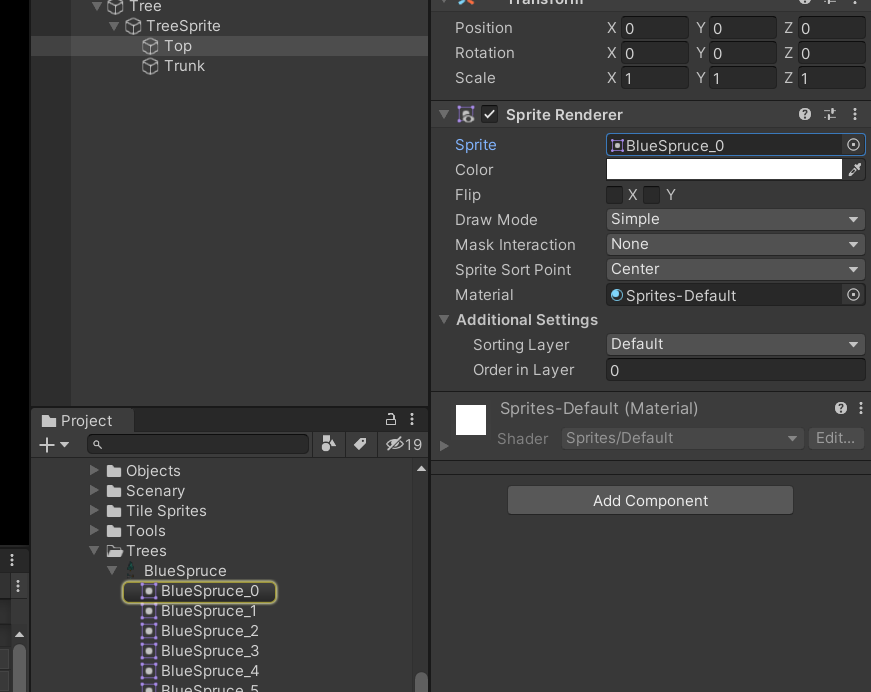 Tree
TreeSprite
Top
Trunk
Transform
Position X 0 Y 0 Z 0
Rotation X 0 Y 0 Z 0
Scale X 1 Y 1 Z 1
Sprite Renderer
Sprite BlueSpruce_0
Color
Flip X Y
Draw Mode Simple
Mask Interaction None
Sprite Sort Point Center
Material Sprites-Default
Additional Settings
Sorting Layer Default
Order in Layer 0
Sprites-Default (Material)
Shader Sprites/Default Edit...
Add Component
Project
19
Objects
Scenary
Tile Sprites
Tools
Trees
BlueSpruce
BlueSpruce_0
BlueSpruce_1
BlueSpruce_2
BlueSpruce_3
BlueSpruce_4
BlueSpruce_5